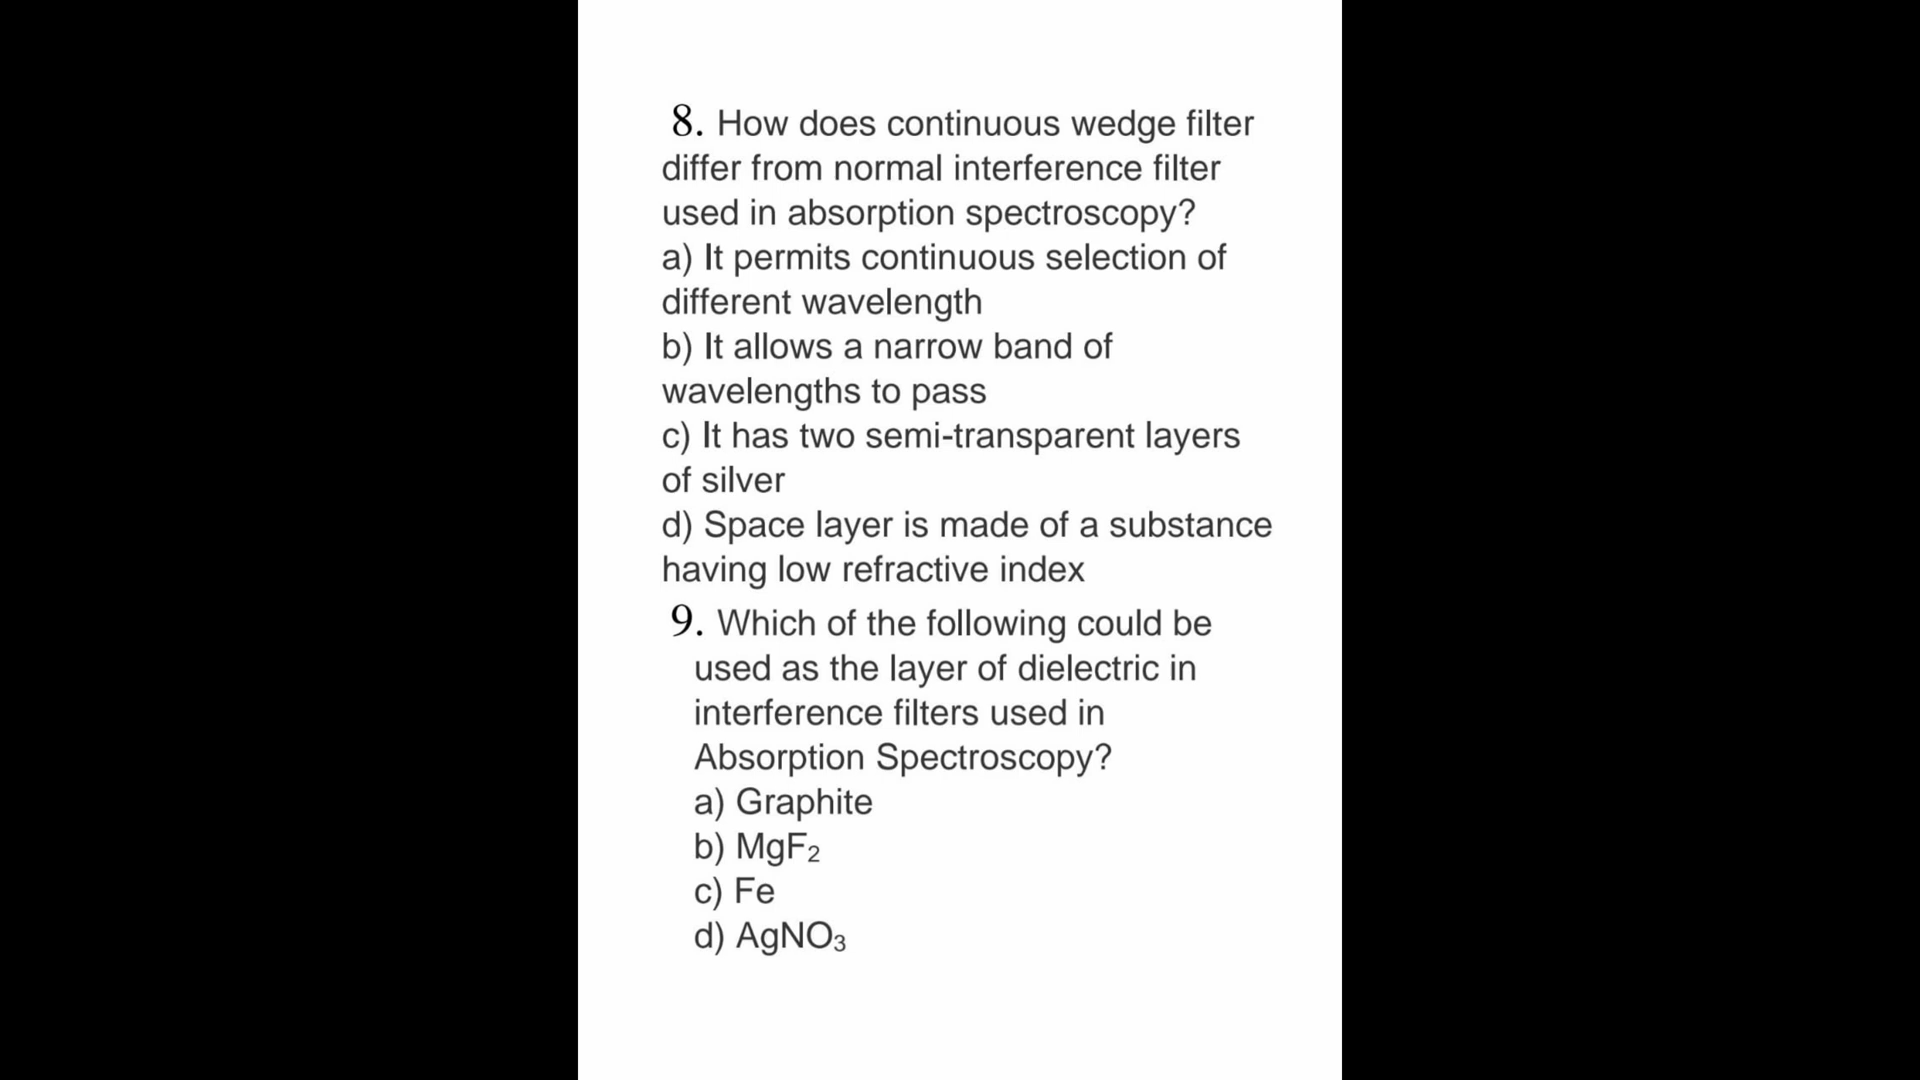 8. How does continuous wedge filter
differ from normal interference filter
used in absorption spectroscopy?
a) It permits continuous selection of
different wavelength
b) It allows a narrow band of
wavelengths to pass
c) It has two semi-transparent layers
of silver
d) Space layer is made of a substance
having low refractive index
9. Which of the following could be
used as the layer of dielectric in
interference filters used in
Absorption Spectroscopy?
a) Graphite
b) MgF₂
c) Fe
d) AgNO₃